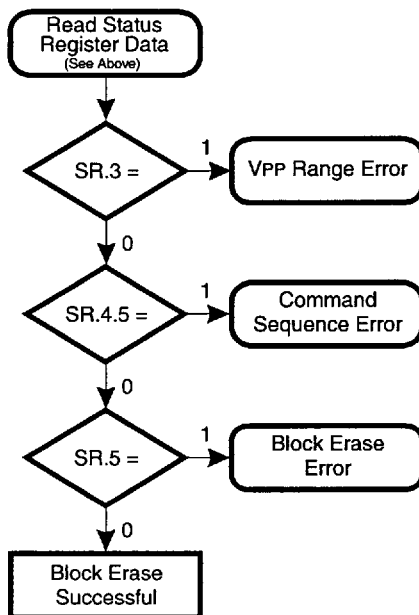 Read Status
Register Data
(See Above)
SR.3 =
1
VPP Range Error
0
SR.4.5 =
1
Command
Sequence Error
0
SR.5 =
1
Block Erase
Error
0
Block Erase
Successful